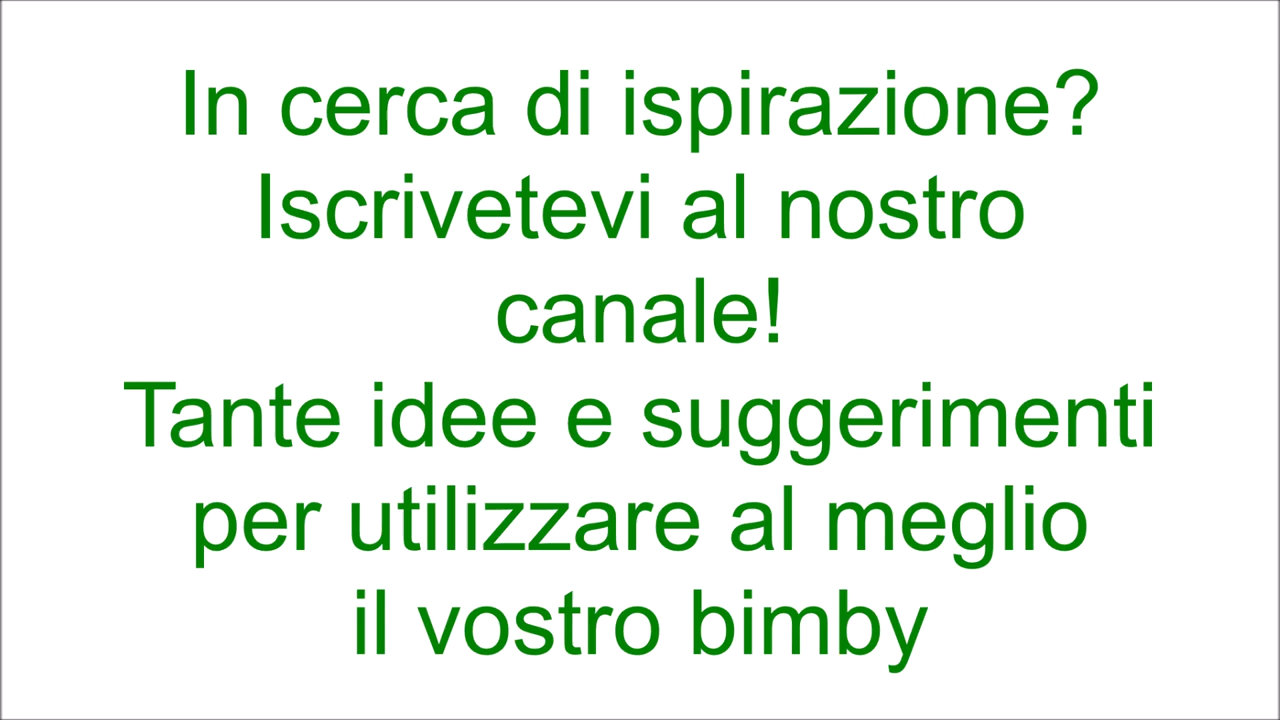 In cerca di ispirazione?
Iscrivetevi al nostro
canale!
Tante idee e suggerimenti
per utilizzare al meglio
il vostro bimby